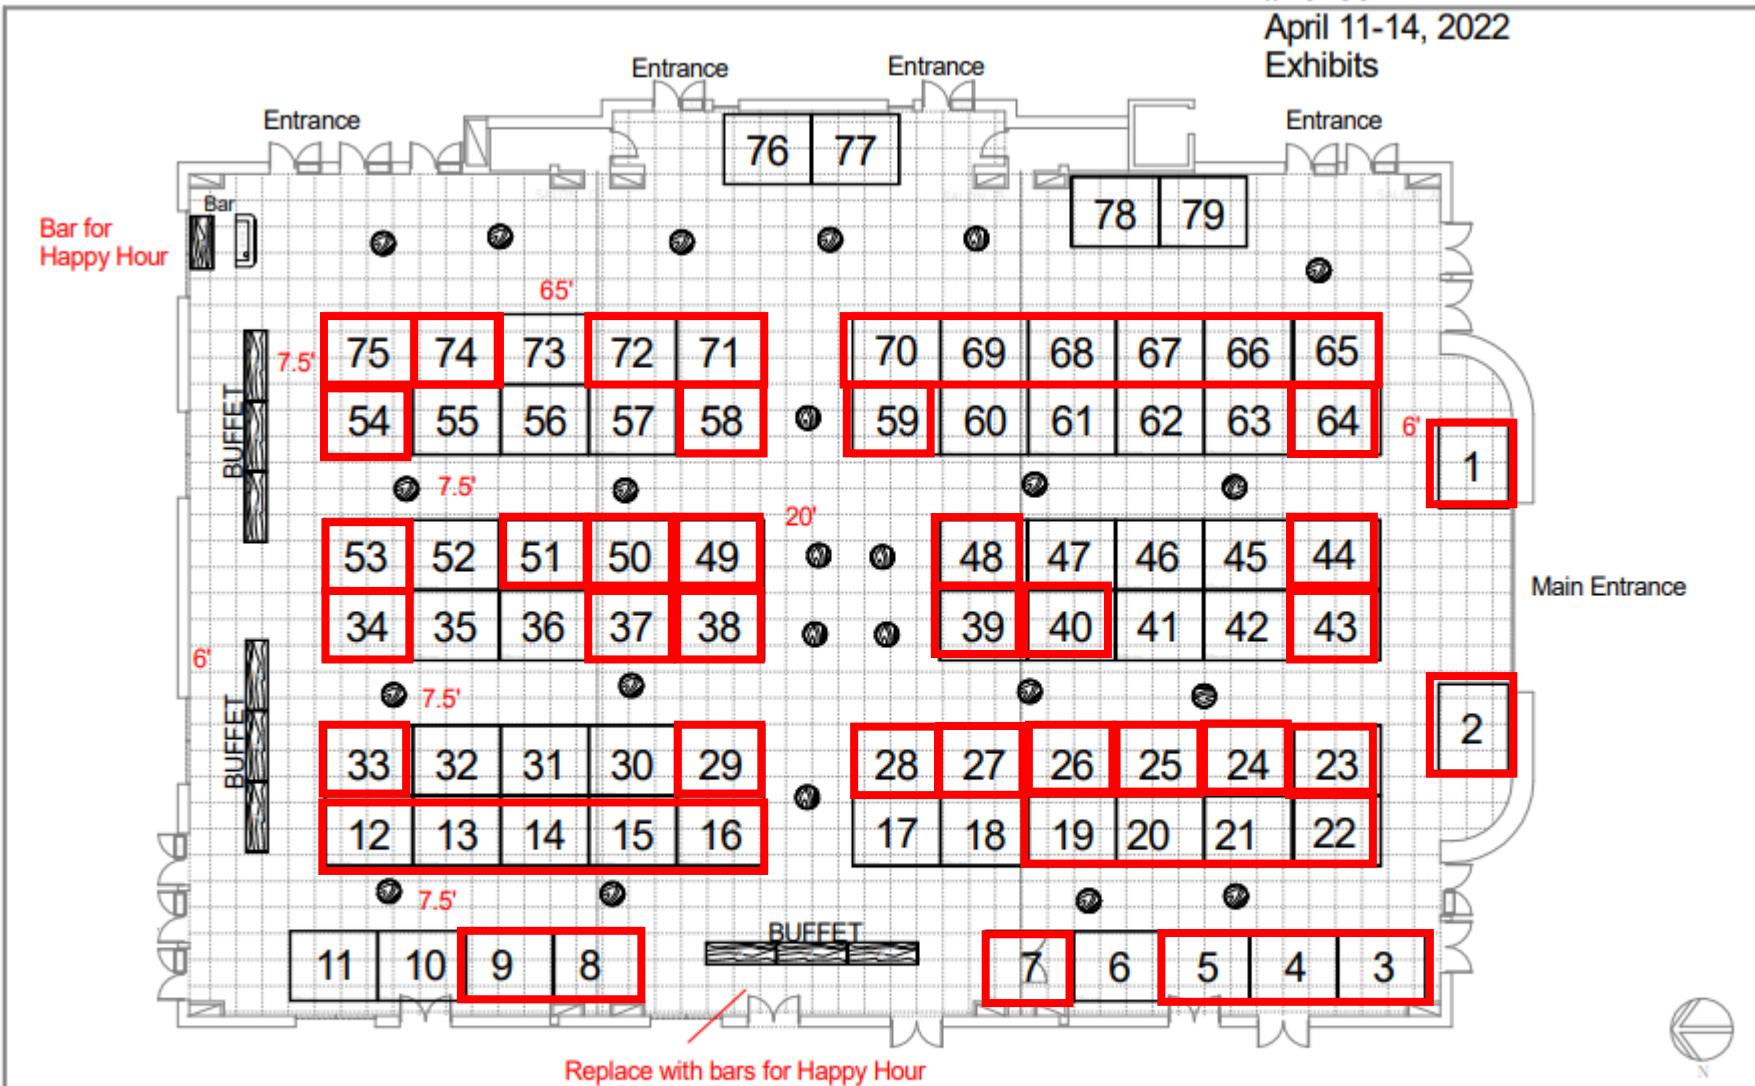 April 11-14, 2022
Exhibits
Entrance
Entrance
Entrance
Entrance
76 77
78 79
Bar
Bar for
Happy Hour
65'
75 74 73 72 71 70 69 68 67 66 65
7.5'
54 55 56 57 58 59 60 61 62 63 64
6'
BUFFET
1
7.5'
20'
53 52 51 50 49 48 47 46 45 44
Main Entrance
34 35 36 37 38 39 40 41 42 43
6'
7.5'
BUFFET
2
33 32 31 30 29 28 27 26 25 24 23
12 13 14 15 16 17 18 19 20 21 22
7.5'
BUFFET
11 10 9 8 7 6 5 4 3
Replace with bars for Happy Hour
N